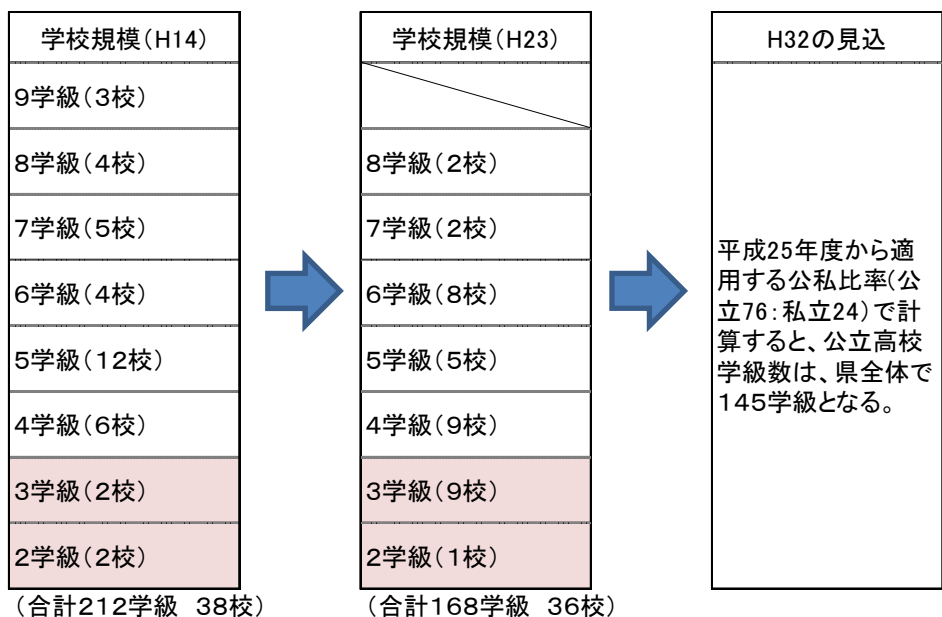 学校規模(H14)
9学級(3校)
8学級(4校)
7学級(5校)
6学級(4校)
5学級(12校)
4学級(6校)
3学級(2校)
2学級(2校)
(合計212学級 38校)
学校規模(H23)
8学級(2校)
7学級(2校)
6学級(8校)
5学級(5校)
4学級(9校)
3学級(9校)
2学級(1校)
(合計168学級 36校)
H32の見込
平成25年度から適
用する公私比率(公
立76:私立24)で計
算すると、公立高校
学級数は、県全体で
145学級となる。